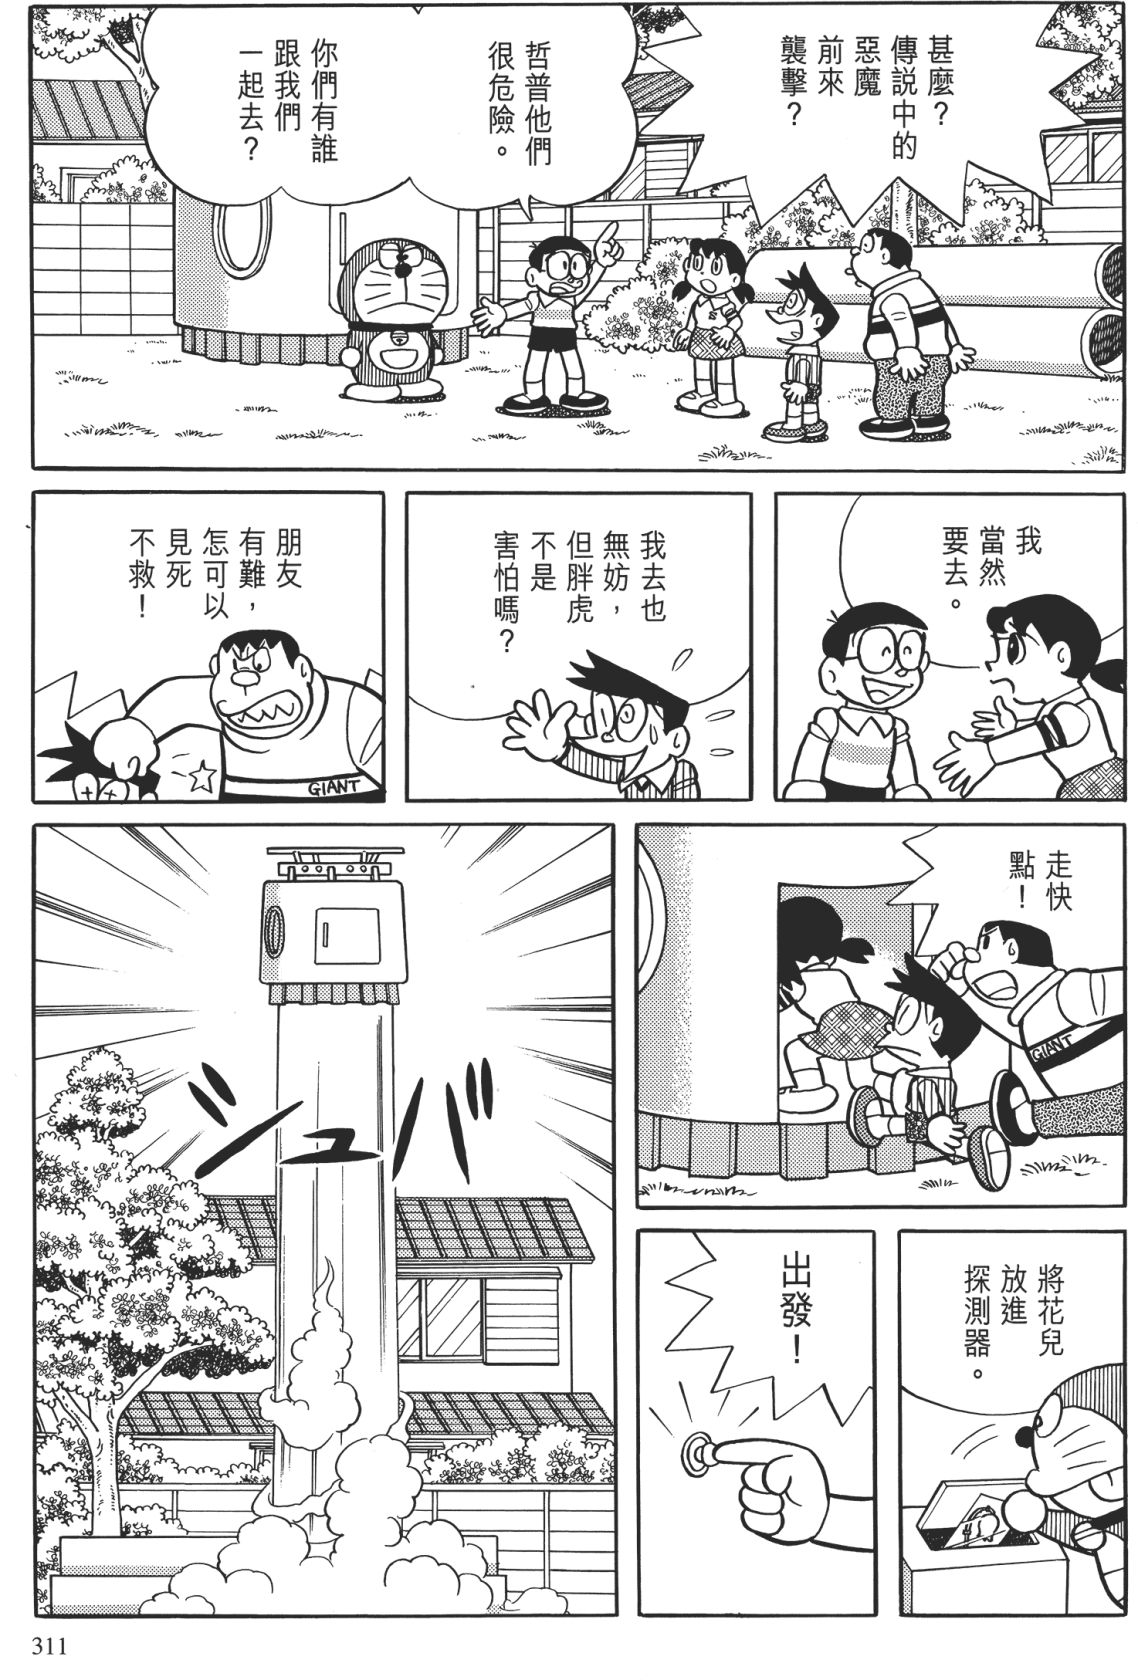 甚麼?
傳説中的
惡魔
前來
襲擊?
哲普他們
很危險。
你們有誰
跟我們
一起去?
我
當然
要去。
我去也
無妨,
但胖虎
不是
害怕嗎?
朋友
有難,
怎可以
見死
不救!
GIANT
走快
點!
GIANT
將花兒
放進
探測器。
出發!
ジュバ
311